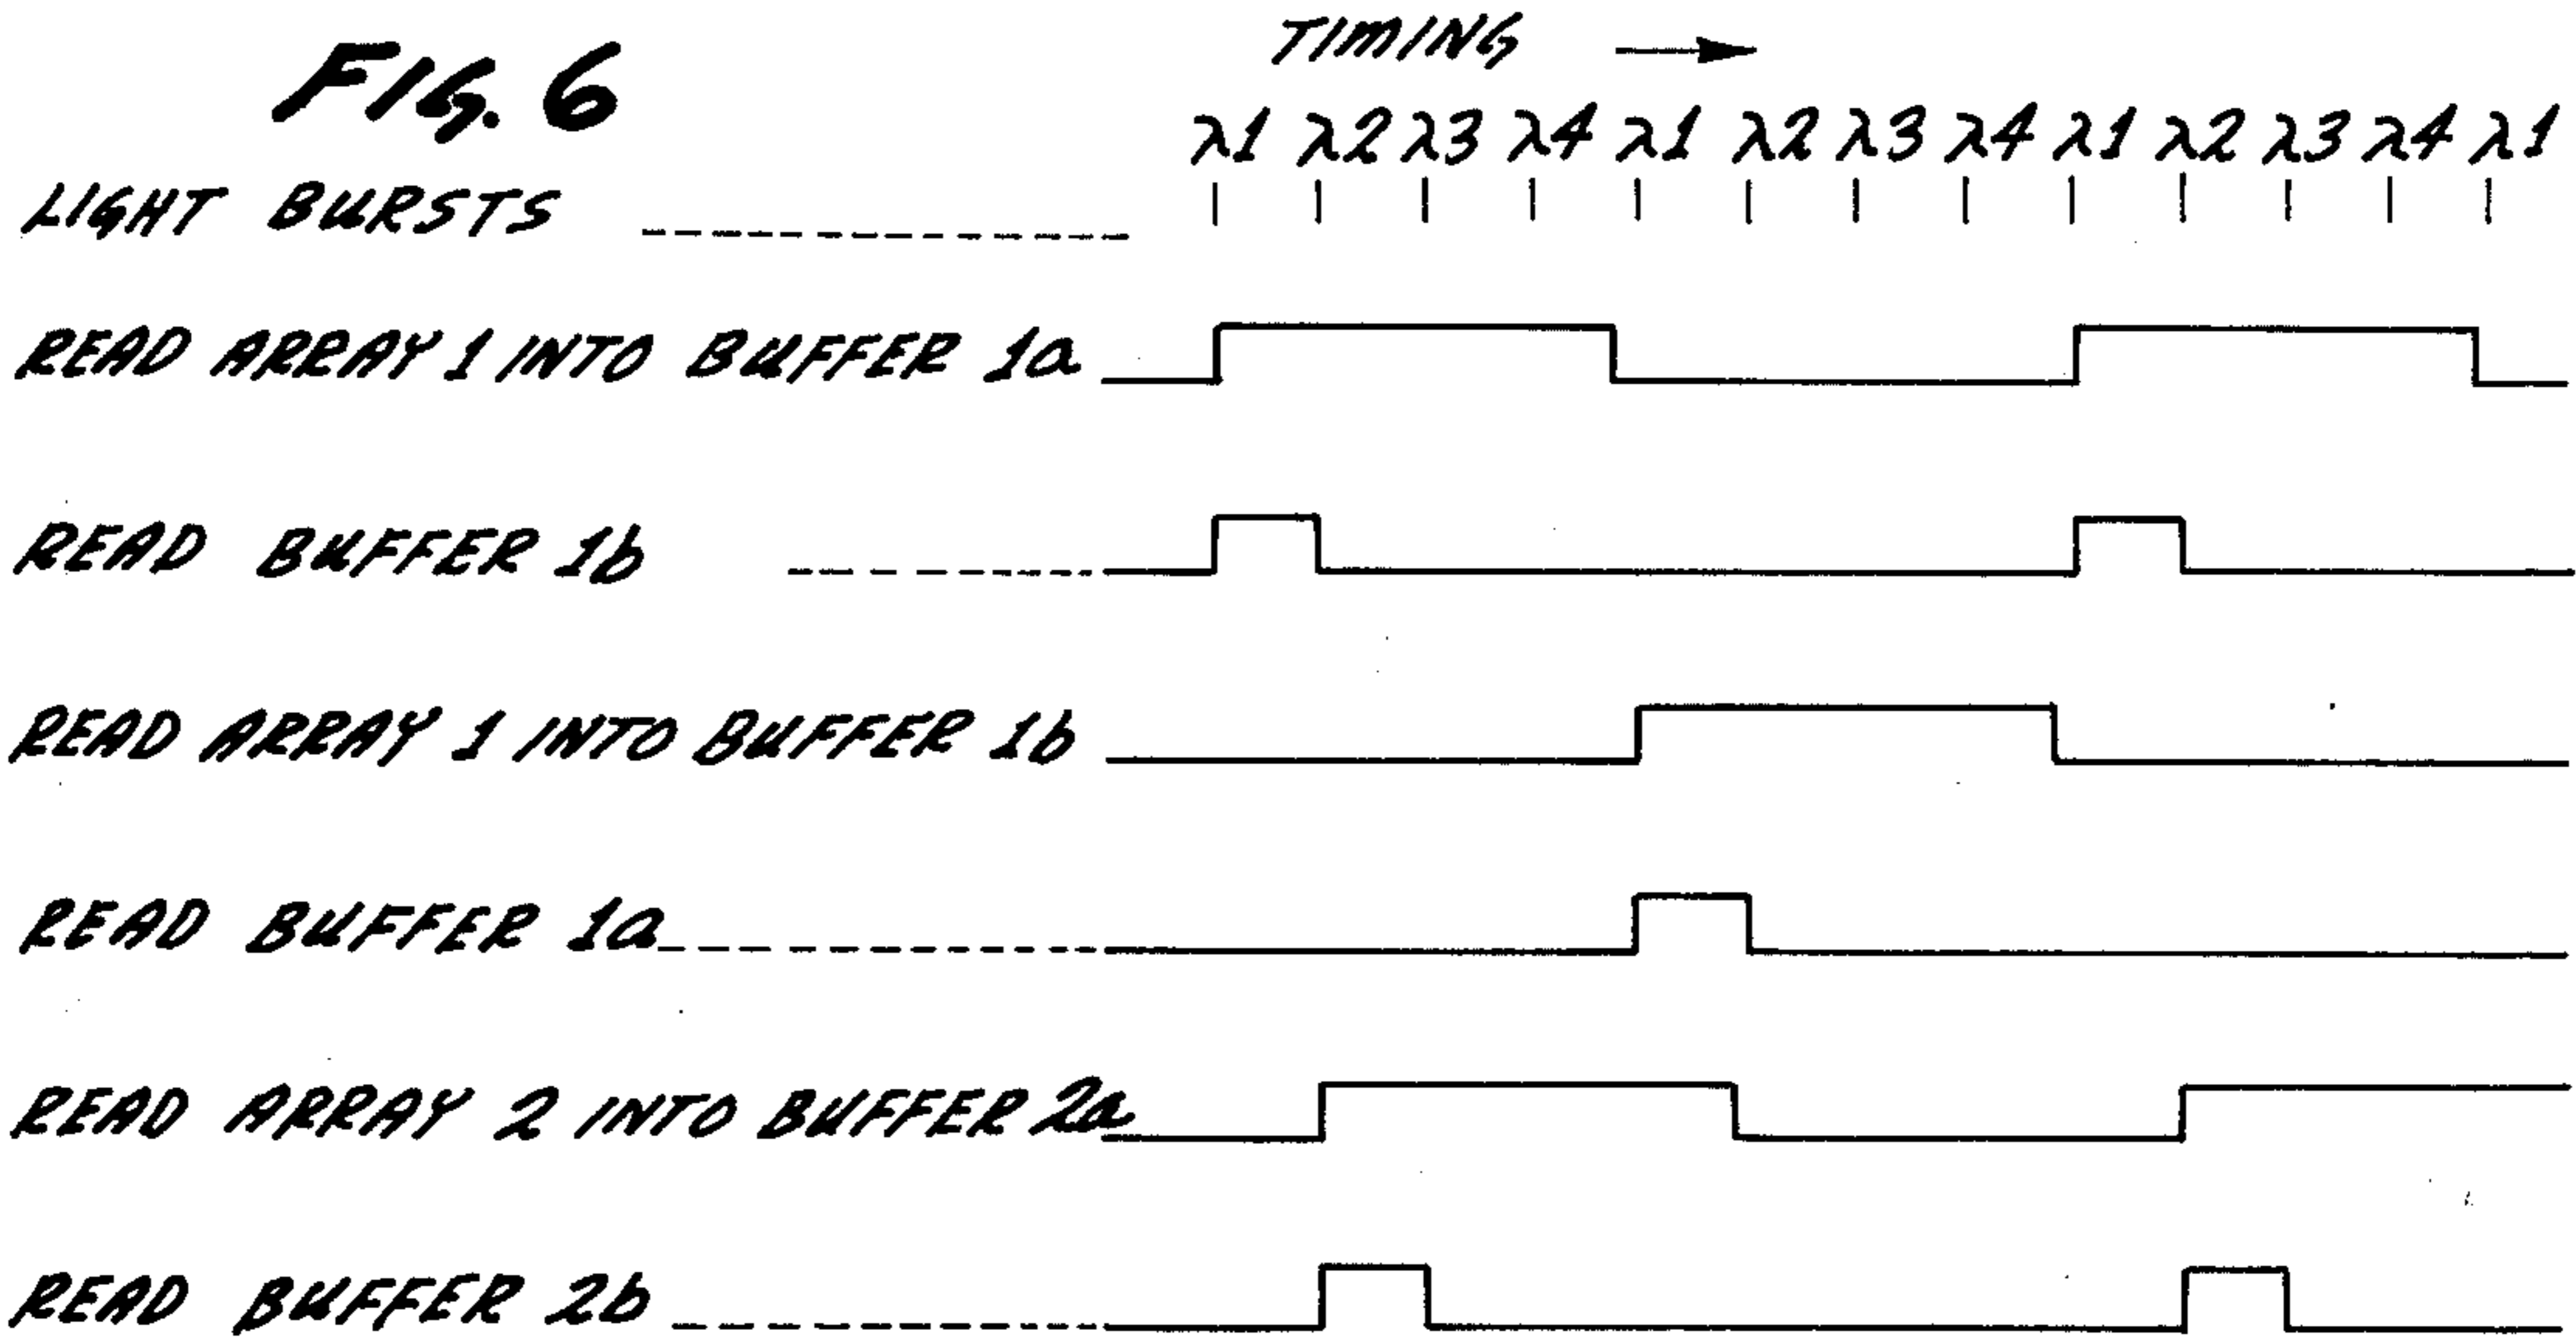 FIG. 6
TIMING
λ1 λ2 λ3 λ4 λ1 λ2 λ3 λ4 λ1 λ2 λ3 λ4 λ1
LIGHT BURSTS
READ ARRAY 1 INTO BUFFER 1a
READ BUFFER 1b
READ ARRAY 1 INTO BUFFER 1b
READ BUFFER 1a
READ ARRAY 2 INTO BUFFER 2a
READ BUFFER 2b